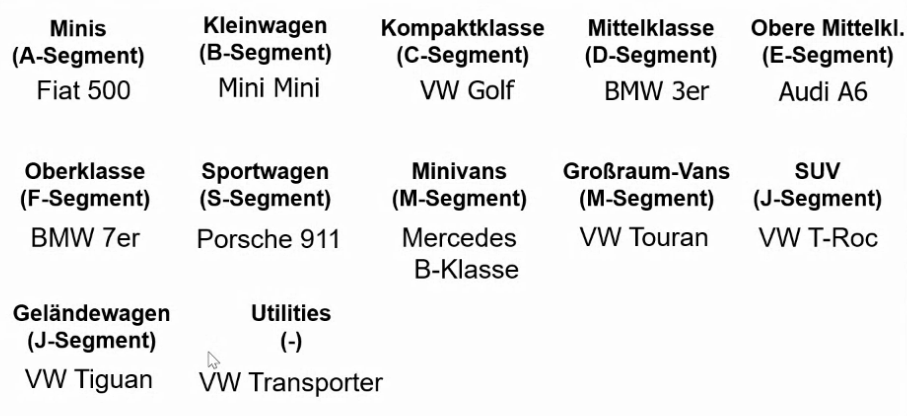 Minis
(A-Segment)
Fiat 500
Kleinwagen
(B-Segment)
Mini Mini
Kompaktklasse
(C-Segment)
VW Golf
Mittelklasse
(D-Segment)
BMW 3er
Obere Mittelkl.
(E-Segment)
Audi A6
Oberklasse
(F-Segment)
BMW 7er
Sportwagen
(S-Segment)
Porsche 911
Minivans
(M-Segment)
Mercedes
B-Klasse
Großraum-Vans
(M-Segment)
VW Touran
SUV
(J-Segment)
VW T-Roc
Geländewagen
(J-Segment)
VW Tiguan
Utilities
(-)
VW Transporter